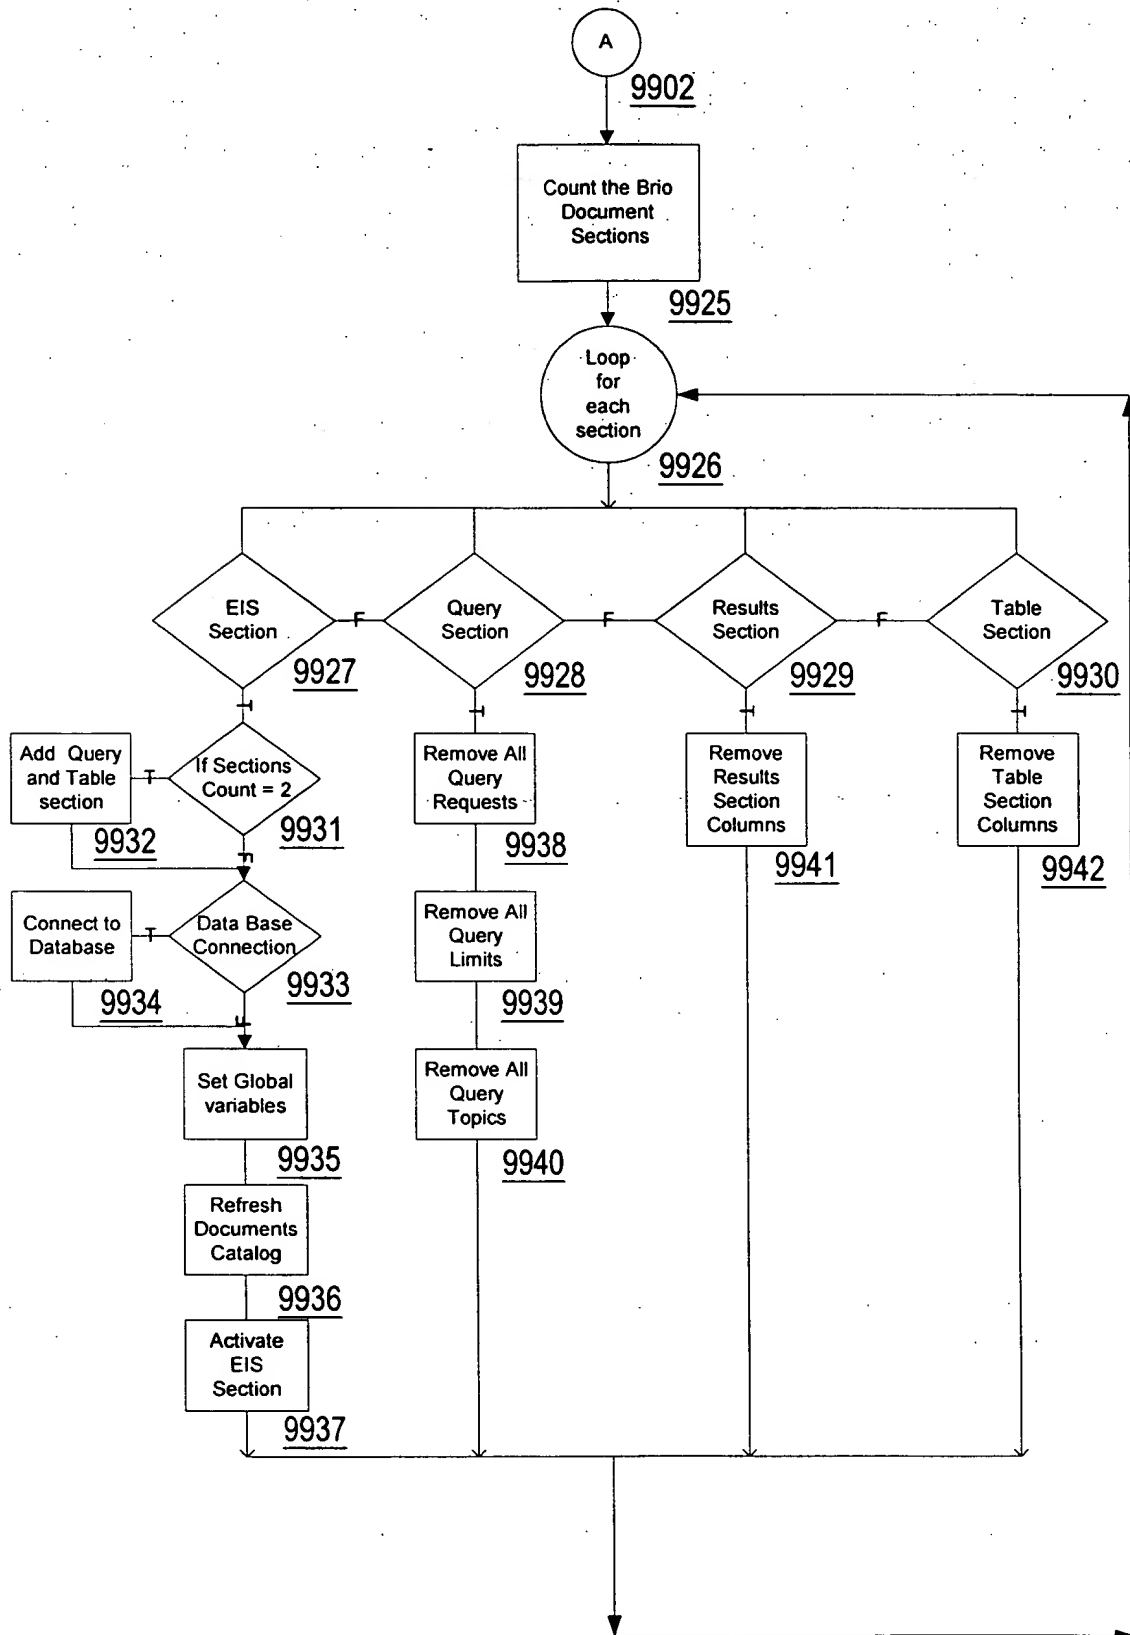 A
9902
Count the Brio
Document
Sections
9925
Loop
for
each
section
9926
EIS
Section
F
Query
Section
F
Results
Section
F
Table
Section
9927
9928
9929
9930
T
T
T
T
Add Query
and Table
section
T
If Sections
Count = 2
9932
9931
F
Remove All
Query
Requests
9938
Remove
Results
Section
Columns
9941
Remove
Table
Section
Columns
9942
Connect to
Database
T
Data Base
Connection
9934
9933
F
Remove All
Query
Limits
9939
Set Global
variables
9935
Remove All
Query
Topics
9940
Refresh
Documents
Catalog
9936
Activate
EIS
Section
9937